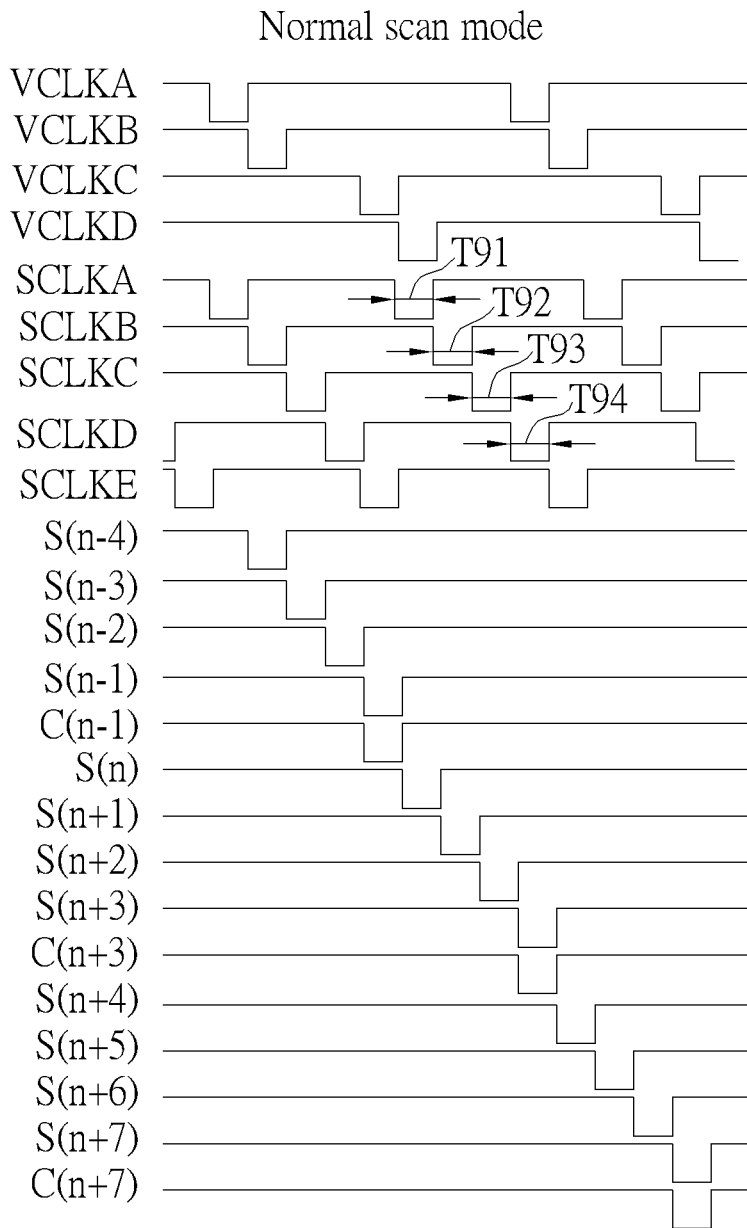 Normal scan mode
VCLKA
VCLKB
VCLKC
VCLKD
T91
SCLKA
T92
SCLKB
T93
SCLKC
T94
SCLKD
SCLKE
S(n-4)
S(n-3)
S(n-2)
S(n-1)
C(n-1)
S(n)
S(n+1)
S(n+2)
S(n+3)
C(n+3)
S(n+4)
S(n+5)
S(n+6)
S(n+7)
C(n+7)